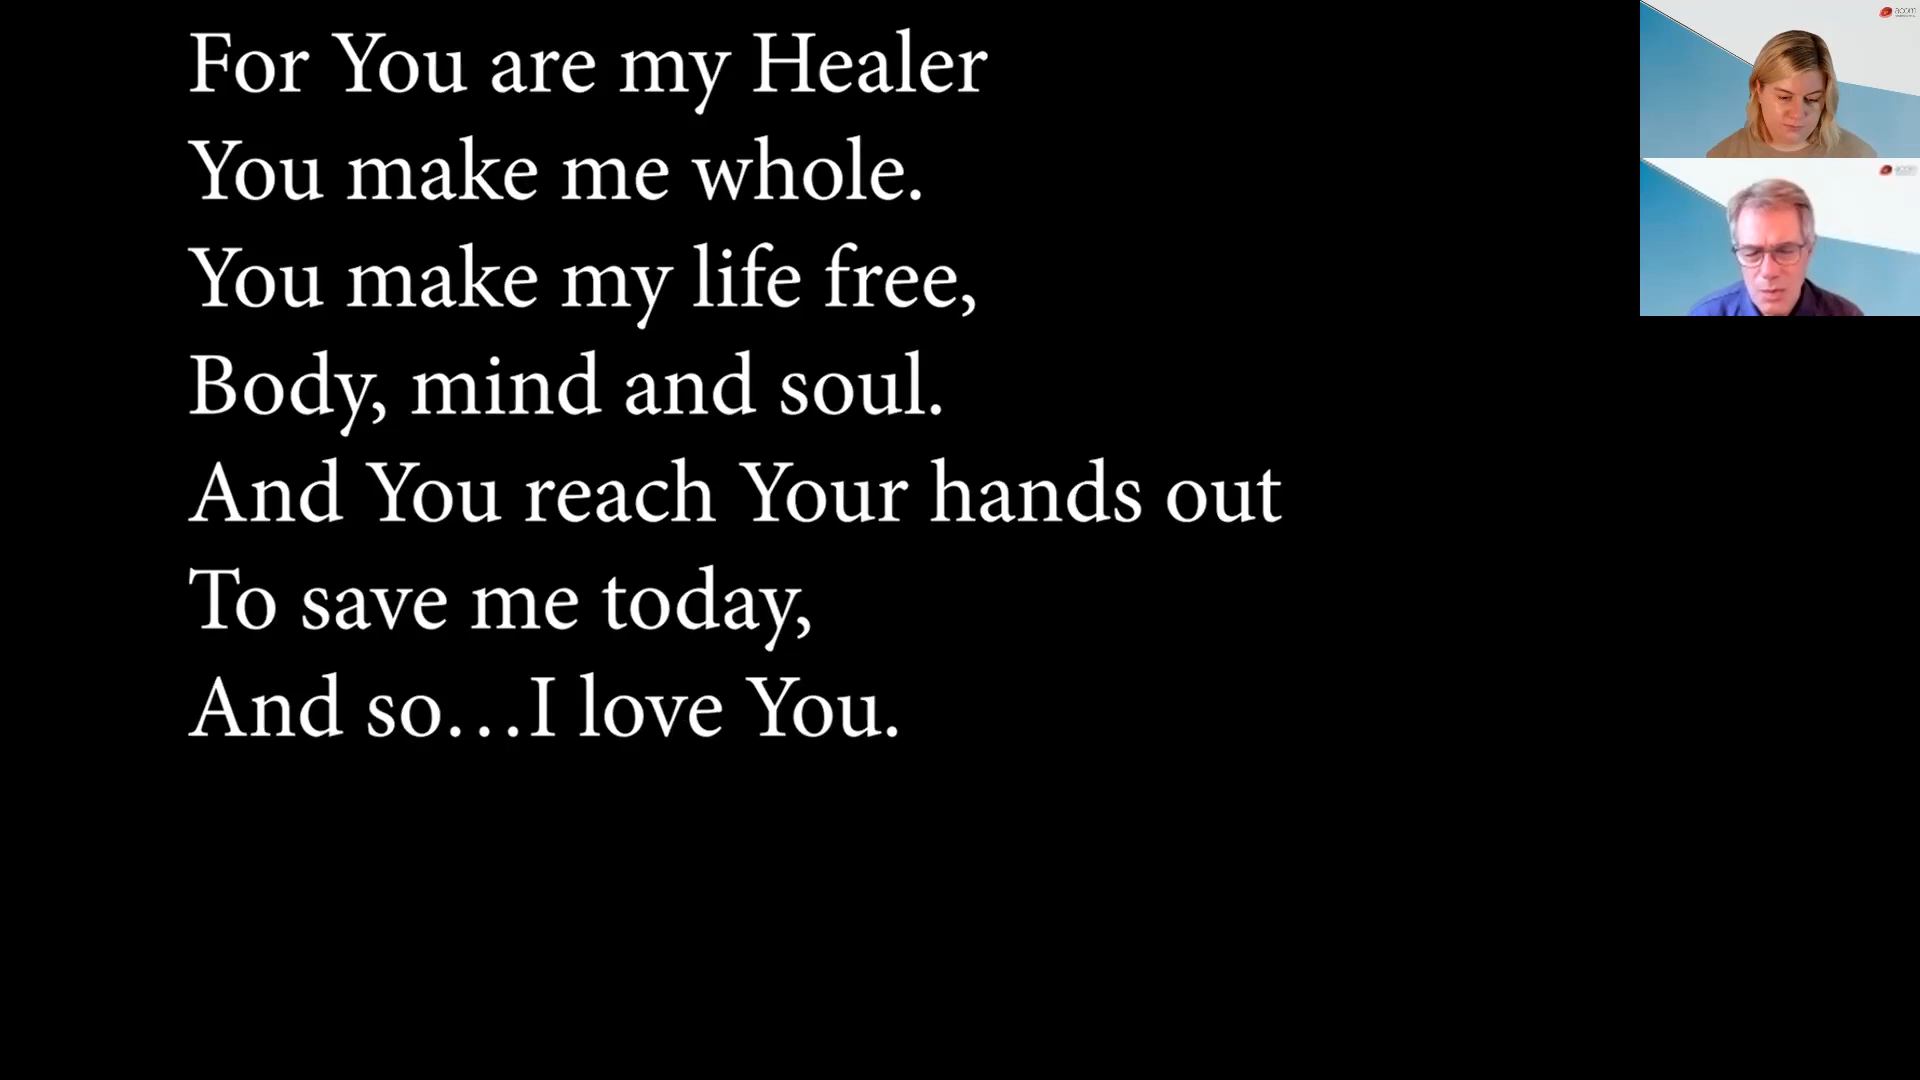 For You are my Healer
You make me whole.
You make my life free,
Body, mind and soul.
And You reach Your hands out
To save me today,
And so…I love You.
acorn